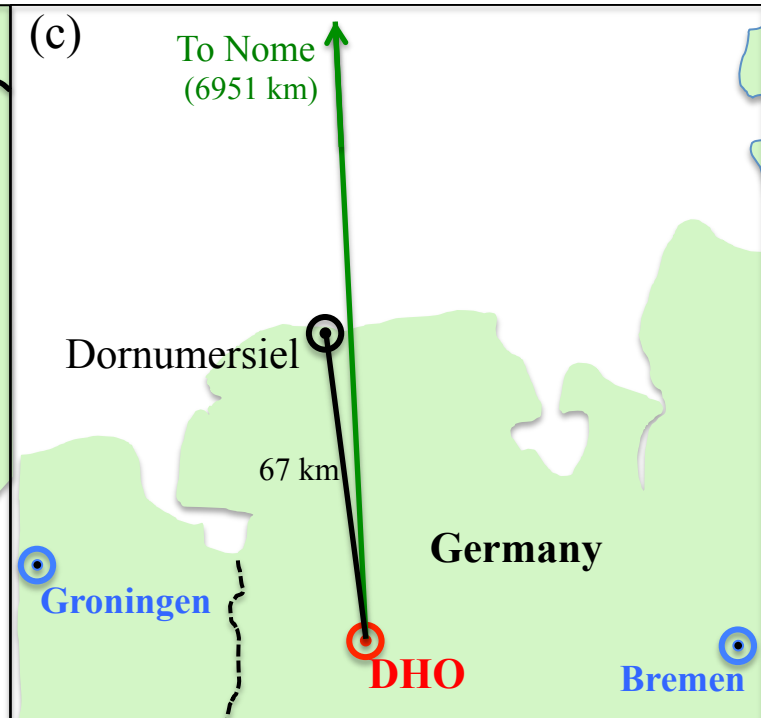 (c)
To Nome
(6951 km)
Dornumersiel
67 km
Germany
Groningen
DHO
Bremen